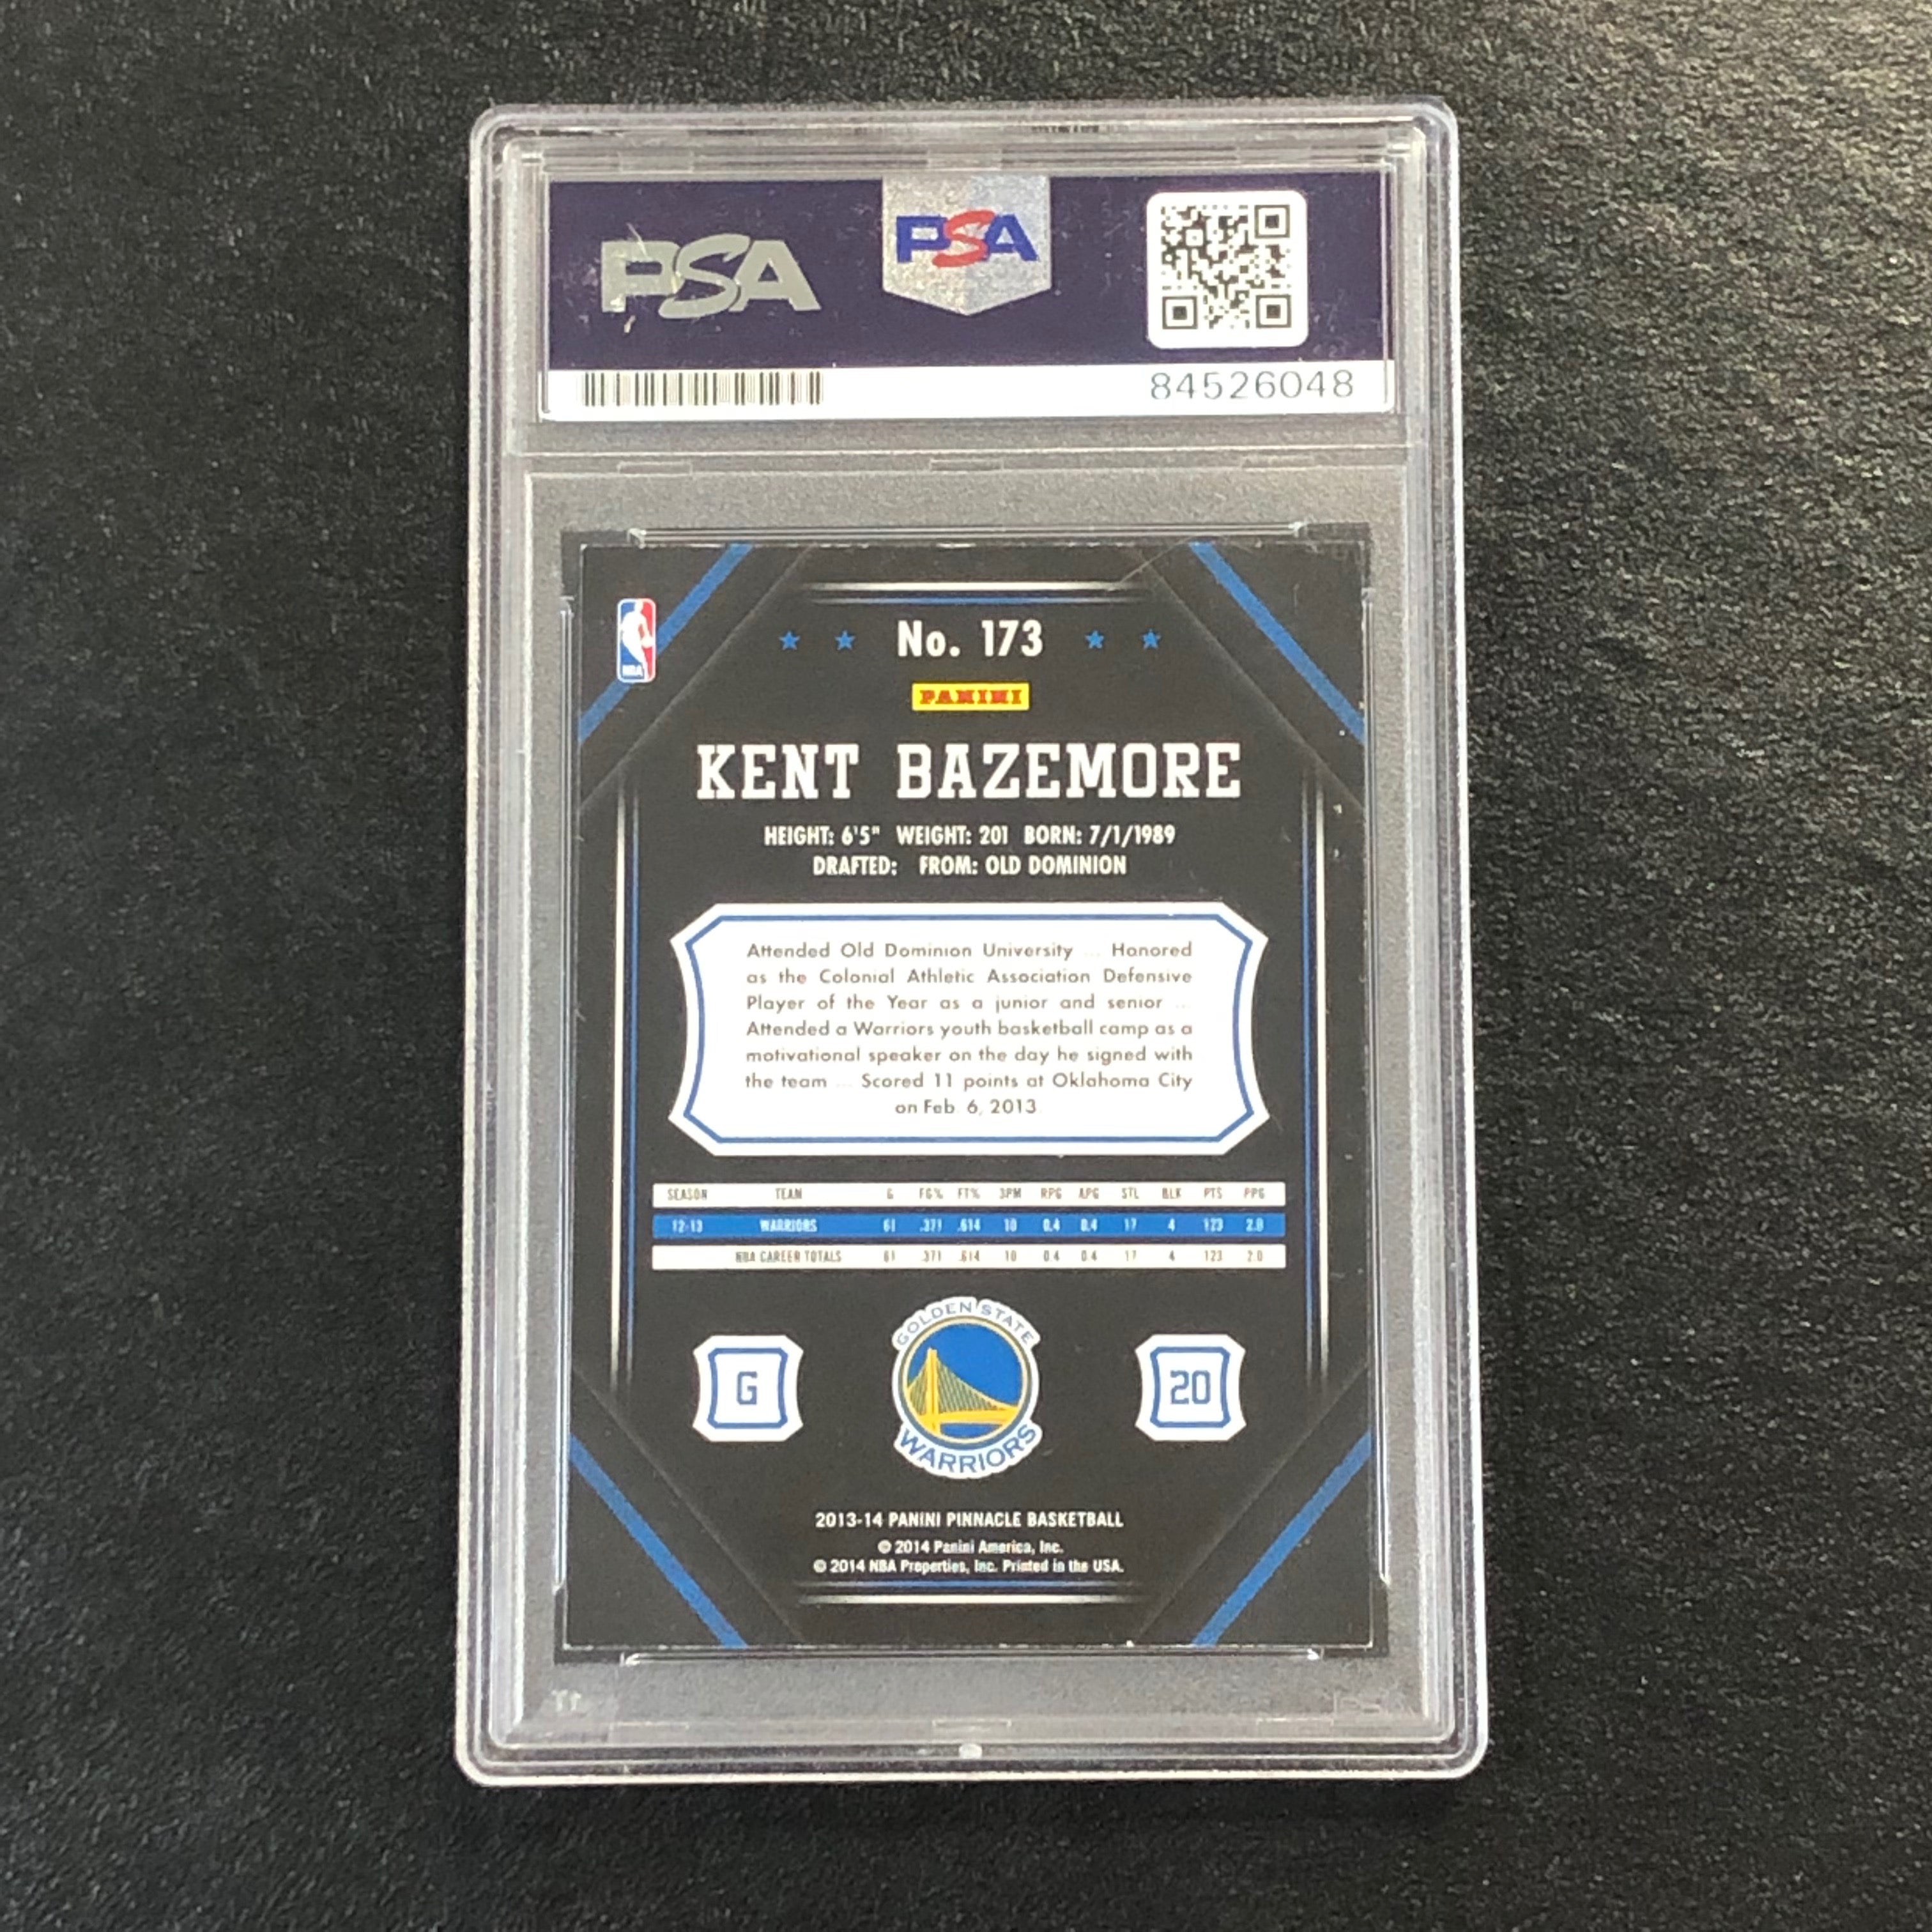 PSA PSA
84526048
NBA
No. 173
PANINI
KENT BAZEMORE
HEIGHT: 6'5" WEIGHT: 201 BORN: 7/1/1989
DRAFTED: FROM: OLD DOMINION
Attended Old Dominion University ... Honored
as the Colonial Athletic Association Defensive
Player of the Year as a junior and senior ...
Attended a Warriors youth basketball camp as a
motivational speaker on the day he signed with
the team ... Scored 11 points at Oklahoma City
on Feb. 6, 2013.
SEASON TEAM G FG% FT% 3PM RPG APG STL BLK PTS PPG
12-13 WARRIORS 61 .371 .614 10 0.4 0.4 17 4 123 2.0
NBA CAREER TOTALS 61 .371 .614 10 0.4 0.4 17 4 123 2.0
GOLDEN STATE
G
20
WARRIORS
2013-14 PANINI PINNACLE BASKETBALL
© 2014 Panini America, Inc.
© 2014 NBA Properties, Inc. Printed in the USA.